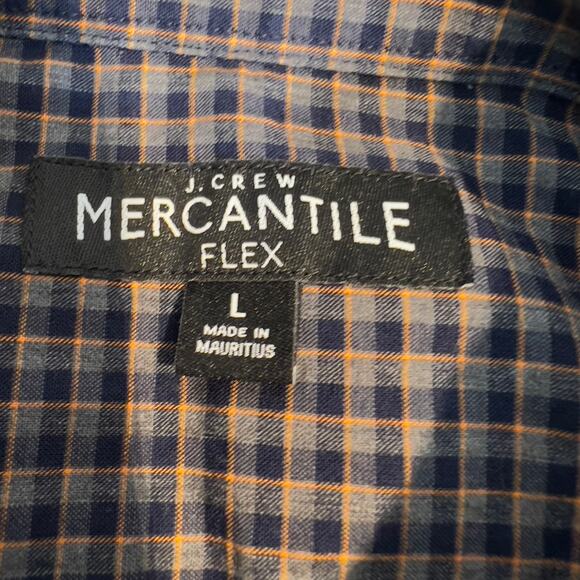 J.CREW
MERCANTILE
FLEX
L
MADE IN
MAURITIUS